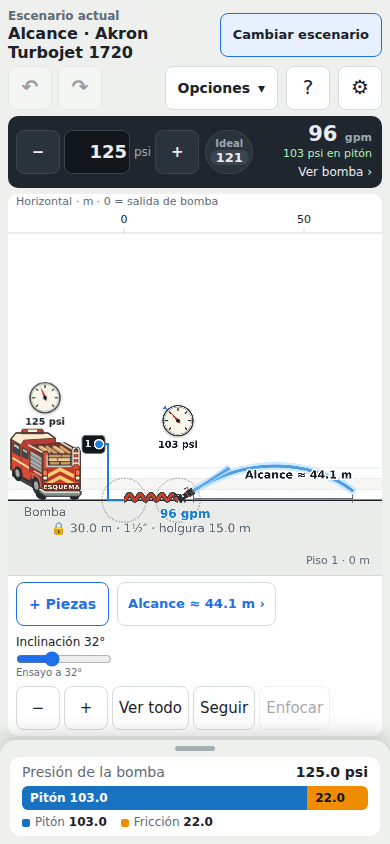 Escenario actual
Alcance · Akron
Turbojet 1720
Cambiar escenario
↶
↷
Opciones ▾
?
⚙
−
125 psi
+
Ideal
121
96 gpm
103 psi en pitón
Ver bomba ›
Horizontal · m · 0 = salida de bomba
0
50
125 psi
103 psi
1
ESQUEMA
Alcance ≈ 44.1 m
Bomba
96 gpm
🔒 30.0 m · 1½″ · holgura 15.0 m
Piso 1 · 0 m
+ Piezas
Alcance ≈ 44.1 m ›
Inclinación 32°
Ensayo a 32°
−
+
Ver todo
Seguir
Enfocar
Presión de la bomba
125.0 psi
Pitón 103.0
22.0
Pitón 103.0
Fricción 22.0